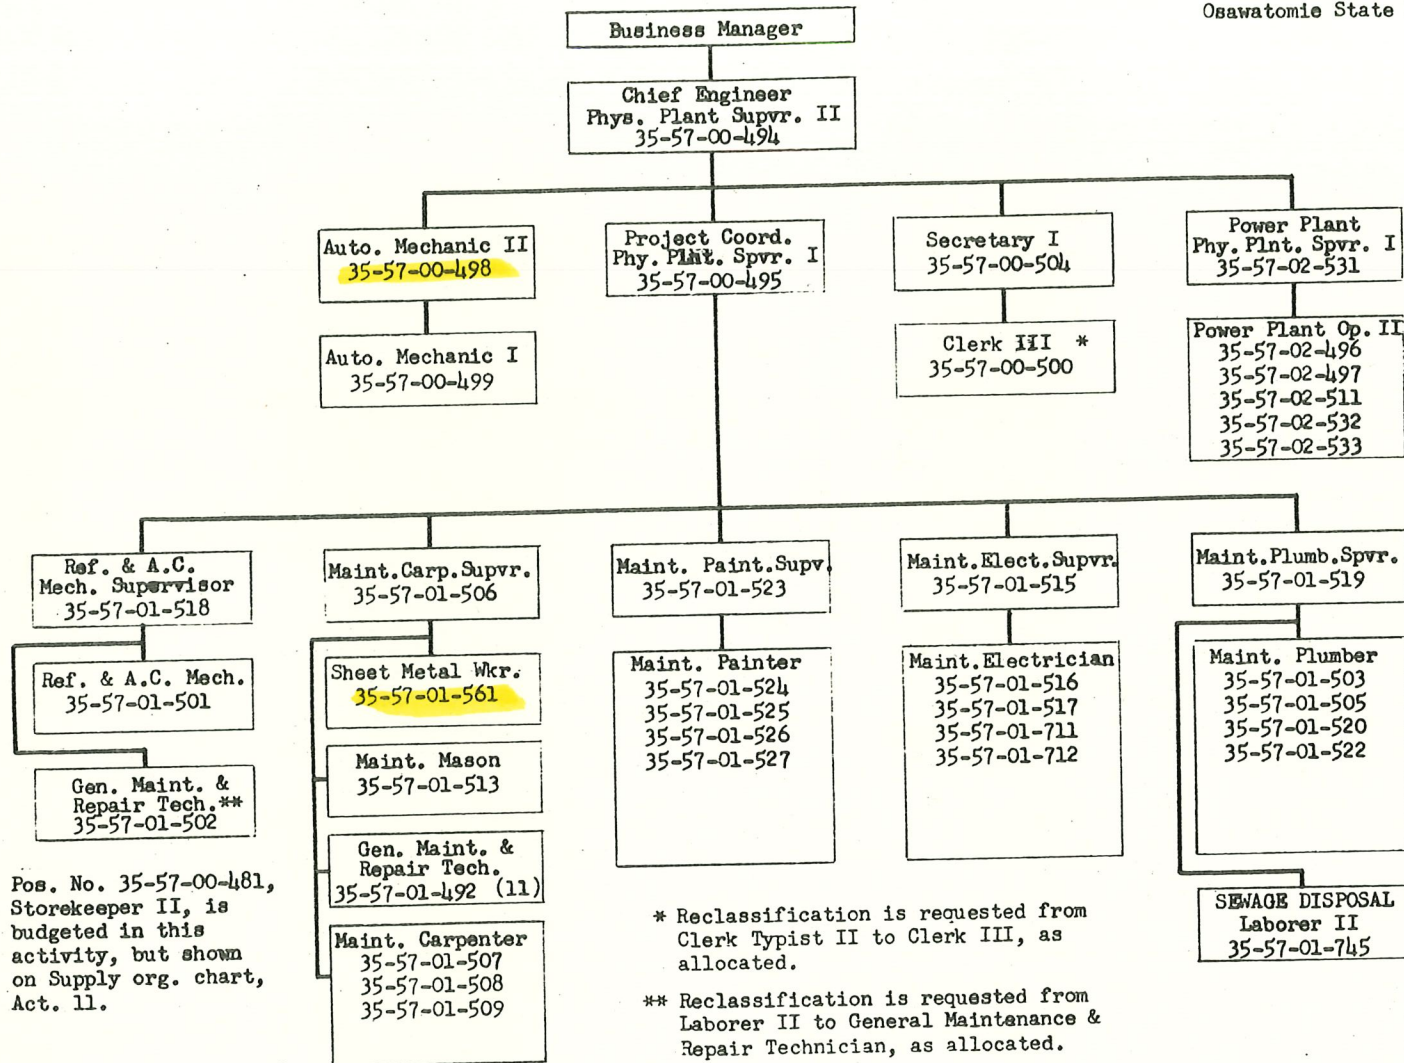 Osawatomie State
Business Manager
Chief Engineer
Phys. Plant Supvr. II
35-57-00-494
Auto. Mechanic II
35-57-00-498
Project Coord.
Phy. Plnt. Spvr. I
35-57-00-495
Secretary I
35-57-00-504
Power Plant
Phy. Plnt. Spvr. I
35-57-02-531
Auto. Mechanic I
35-57-00-499
Clerk III *
35-57-00-500
Power Plant Op. II
35-57-02-496
35-57-02-497
35-57-02-511
35-57-02-532
35-57-02-533
Ref. & A.C.
Mech. Supervisor
35-57-01-518
Maint.Carp.Supvr.
35-57-01-506
Maint. Paint.Supv.
35-57-01-523
Maint.Elect.Supvr.
35-57-01-515
Maint.Plumb.Spvr.
35-57-01-519
Ref. & A.C. Mech.
35-57-01-501
Gen. Maint. &
Repair Tech.**
35-57-01-502
Sheet Metal Wkr.
35-57-01-561
Maint. Mason
35-57-01-513
Gen. Maint. &
Repair Tech.
35-57-01-492 (11)
Maint. Carpenter
35-57-01-507
35-57-01-508
35-57-01-509
Maint. Painter
35-57-01-524
35-57-01-525
35-57-01-526
35-57-01-527
Maint.Electrician
35-57-01-516
35-57-01-517
35-57-01-711
35-57-01-712
Maint. Plumber
35-57-01-503
35-57-01-505
35-57-01-520
35-57-01-522
SEWAGE DISPOSAL
Laborer II
35-57-01-745
Pos. No. 35-57-00-481,
Storekeeper II, is
budgeted in this
activity, but shown
on Supply org. chart,
Act. 11.
* Reclassification is requested from
Clerk Typist II to Clerk III, as
allocated.
** Reclassification is requested from
Laborer II to General Maintenance &
Repair Technician, as allocated.